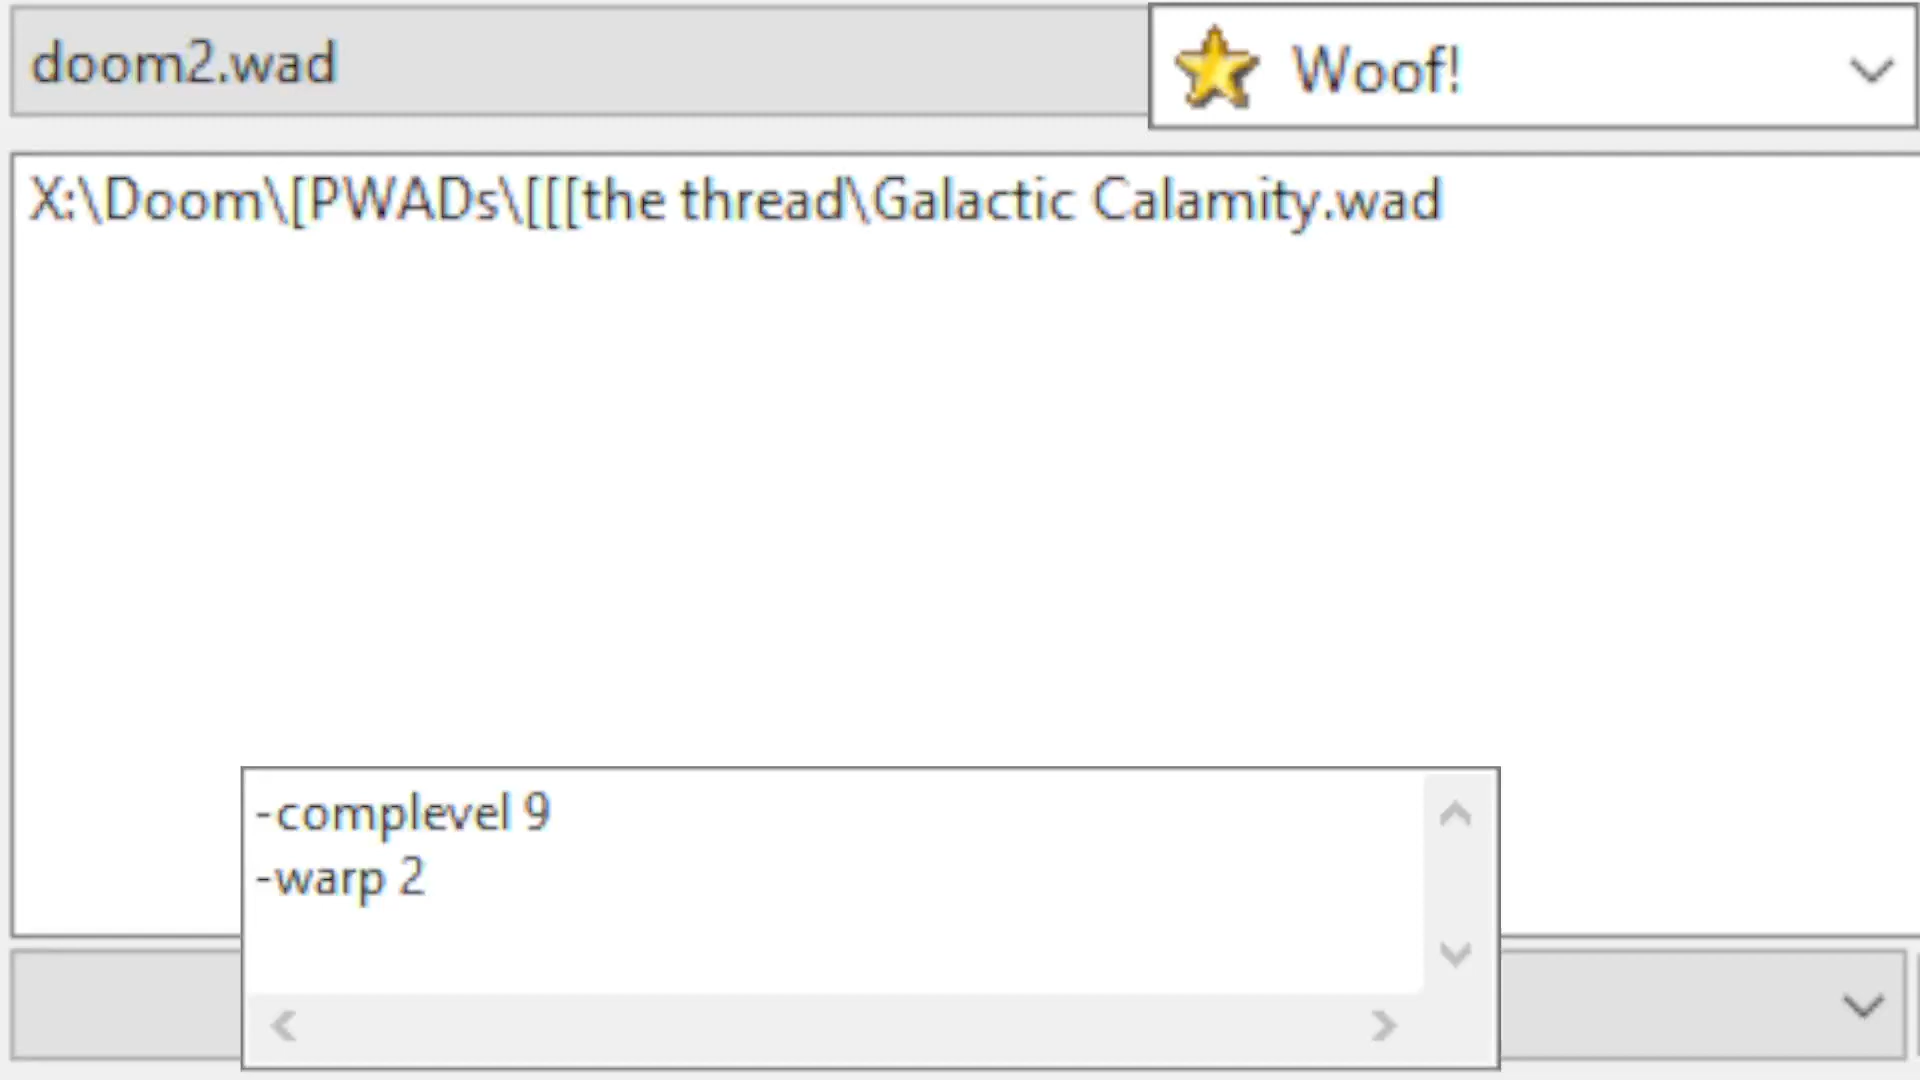 doom2.wad
Woof!
X:\Doom\[PWADs\[[[the thread\Galactic Calamity.wad
-complevel 9
-warp 2